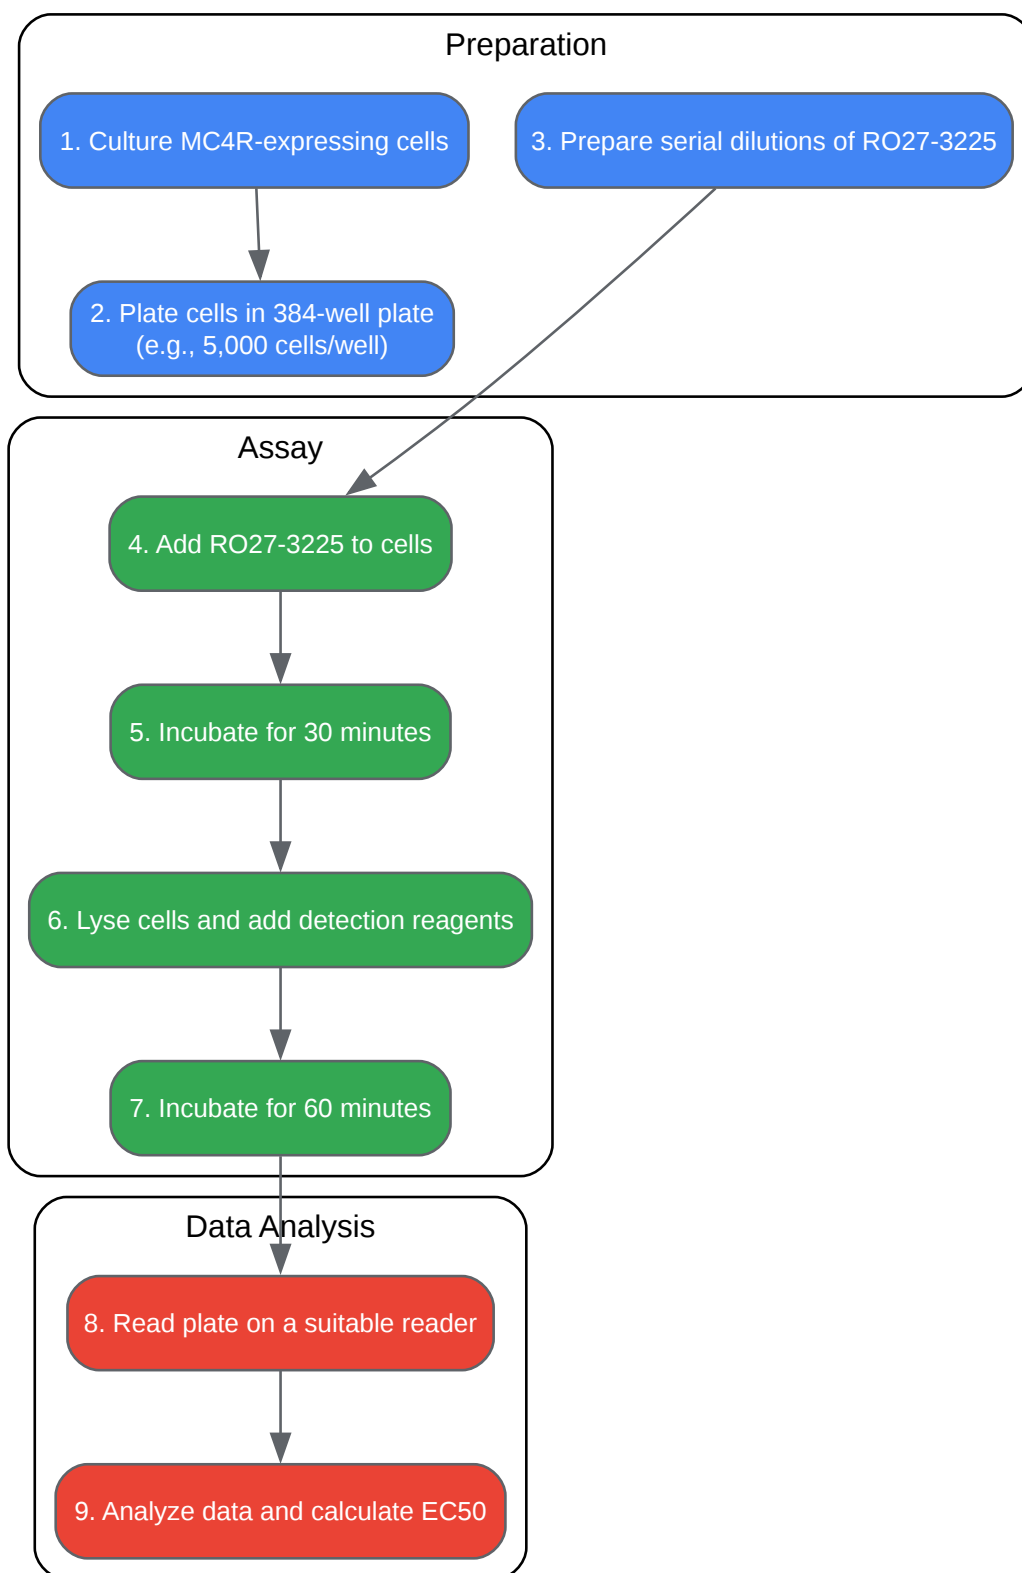 Preparation
1. Culture MC4R-expressing cells
3. Prepare serial dilutions of RO27-3225
2. Plate cells in 384-well plate
(e.g., 5,000 cells/well)
Assay
4. Add RO27-3225 to cells
5. Incubate for 30 minutes
6. Lyse cells and add detection reagents
7. Incubate for 60 minutes
Data Analysis
8. Read plate on a suitable reader
9. Analyze data and calculate EC50